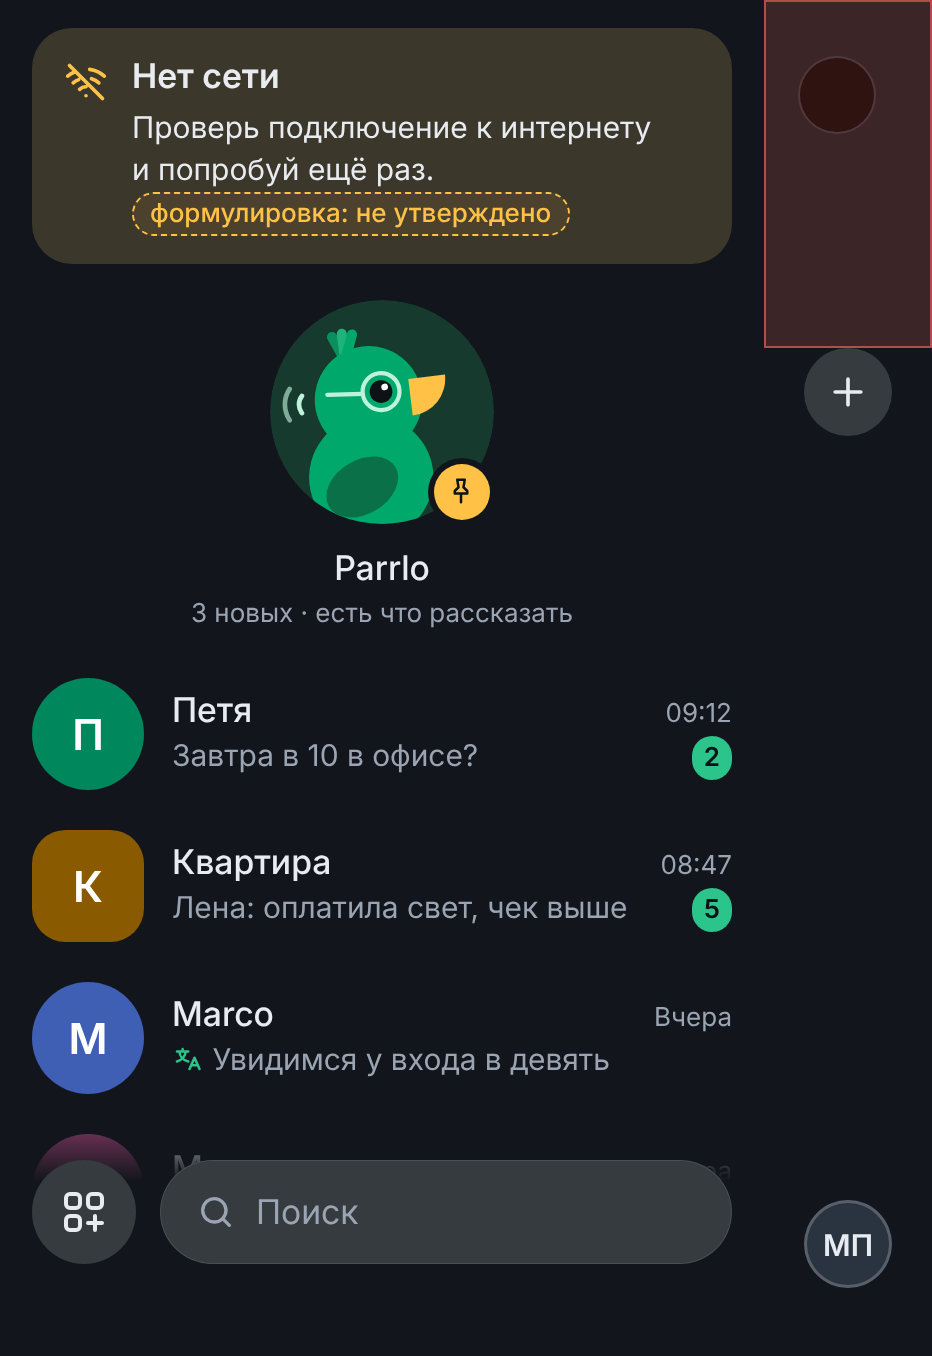 Нет сети
Проверь подключение к интернету
и попробуй ещё раз.
формулировка: не утверждено
Parrlo
3 новых · есть что рассказать
П
Петя
09:12
Завтра в 10 в офисе?
2
К
Квартира
08:47
Лена: оплатила свет, чек выше
5
M
Marco
Вчера
Увидимся у входа в девять
Поиск
МП